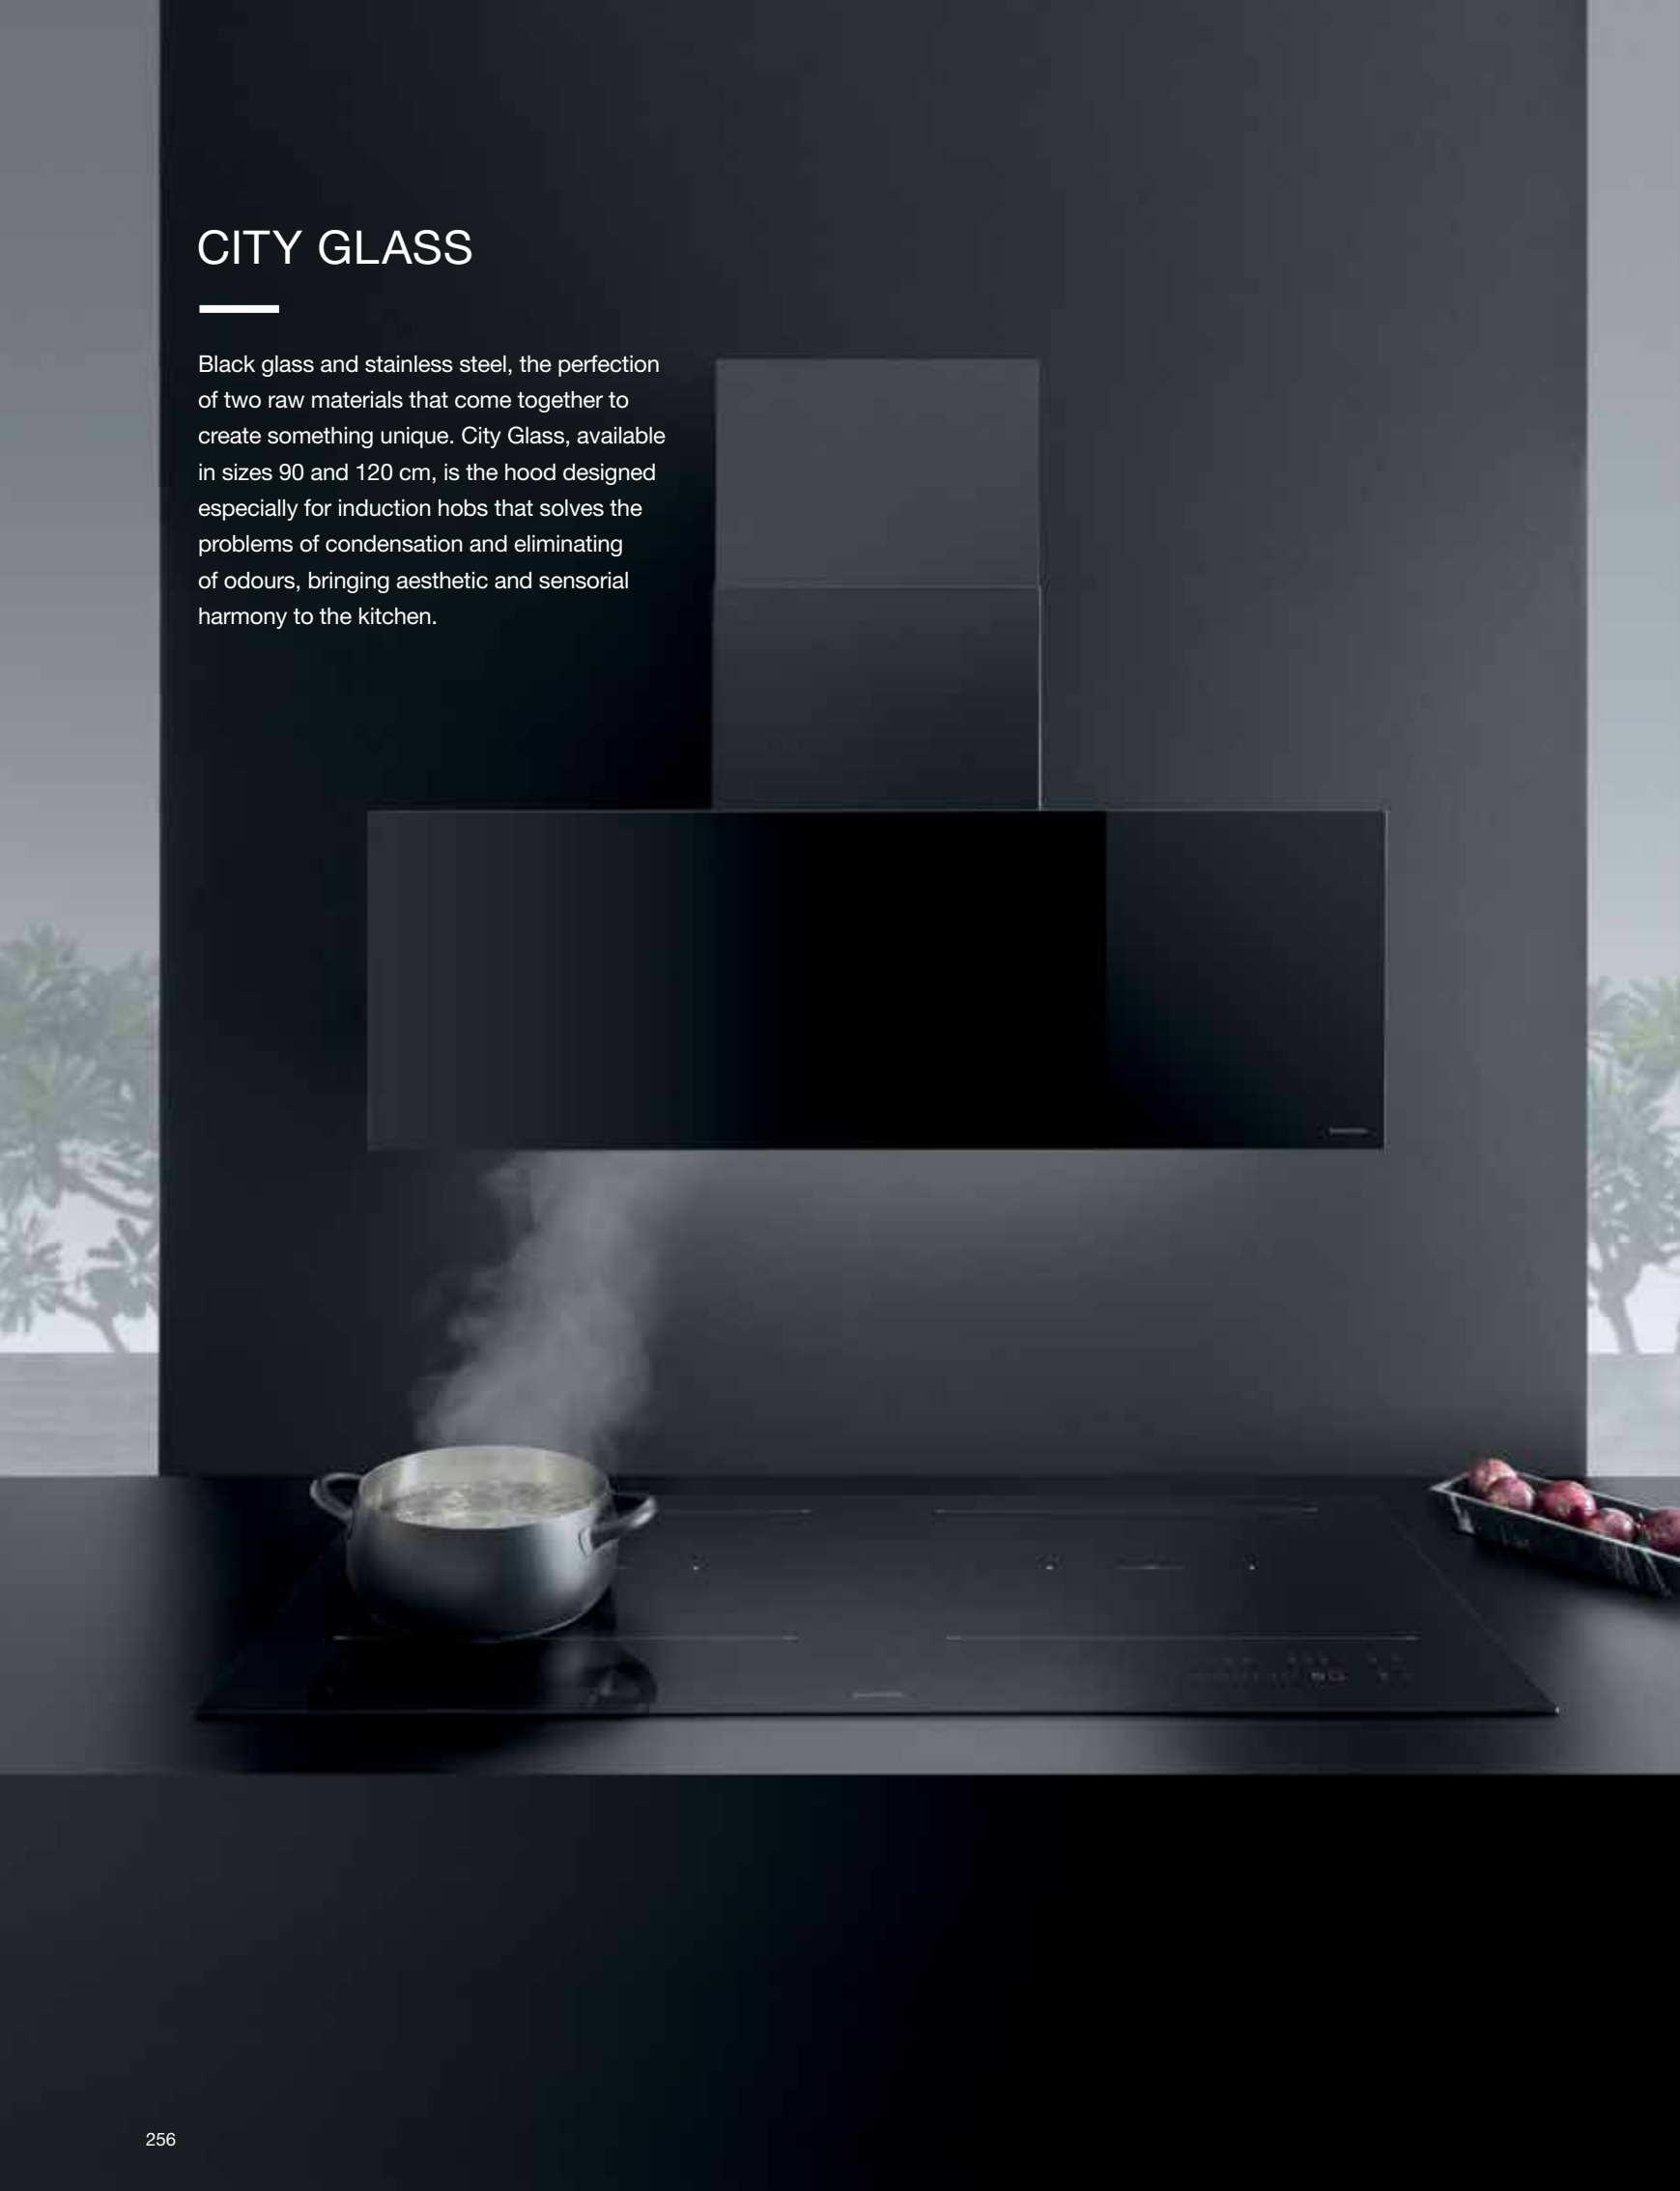 CITY GLASS
Black glass and stainless steel, the perfection
of two raw materials that come together to
create something unique. City Glass, available
in sizes 90 and 120 cm, is the hood designed
especially for induction hobs that solves the
problems of condensation and eliminating
of odours, bringing aesthetic and sensorial
harmony to the kitchen.
256